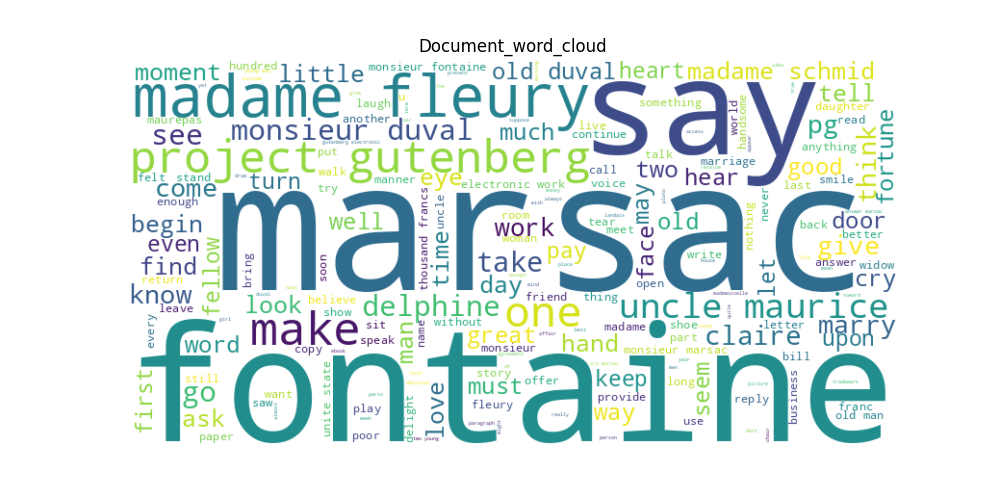 Document_word_cloud
moment hundred little monsieur fontaine old duval heart madame schmid
madame fleury say tell
laugh another something daughter
maurepas see monsieur duval much live continue world handsome pg read fortune
project gutenberg put talk anything think
felt stand walk eye electronic work call two marriage good last smile
come turn try manner voice hear
enough marsac may never
begin well uncle room tear meet old back better door
even thousand francs time woman work face write nothing give answer widow
find fellow bring soon take pay open let cry
return day friend thing
know leave look believe delphine one uncle maurice
every show name without madame shoe letter marry
word make sit speak man great hand part claire upon
copy monsieur monsieur marsac bill
first still story must offer keep long seem
go want love fleury provide way reply business franc
saw unite state play delight use old man
ask paper poor
fontaine